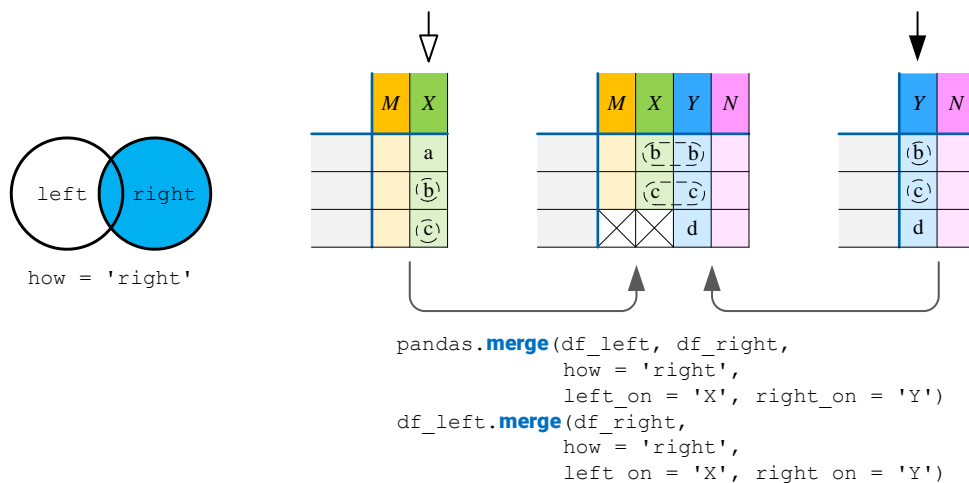 M X
M X Y N
Y N
a
b b
b
left right
b
c c
c
c
d
d
how = 'right'
pandas.merge(df_left, df_right,
how = 'right',
left_on = 'X', right_on = 'Y')
df_left.merge(df_right,
how = 'right',
left_on = 'X', right_on = 'Y')